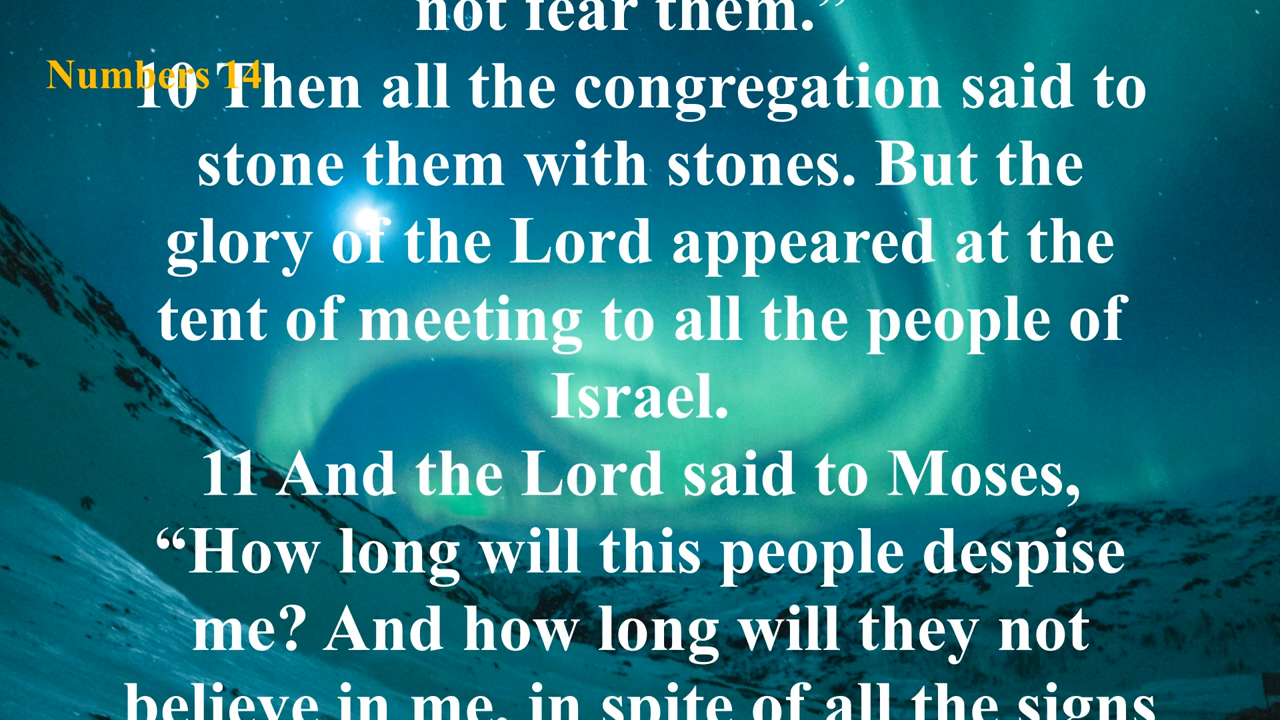 not fear them.”
Numbers 14
10 Then all the congregation said to
stone them with stones. But the
glory of the Lord appeared at the
tent of meeting to all the people of
Israel.
11 And the Lord said to Moses,
“How long will this people despise
me? And how long will they not
believe in me, in spite of all the signs